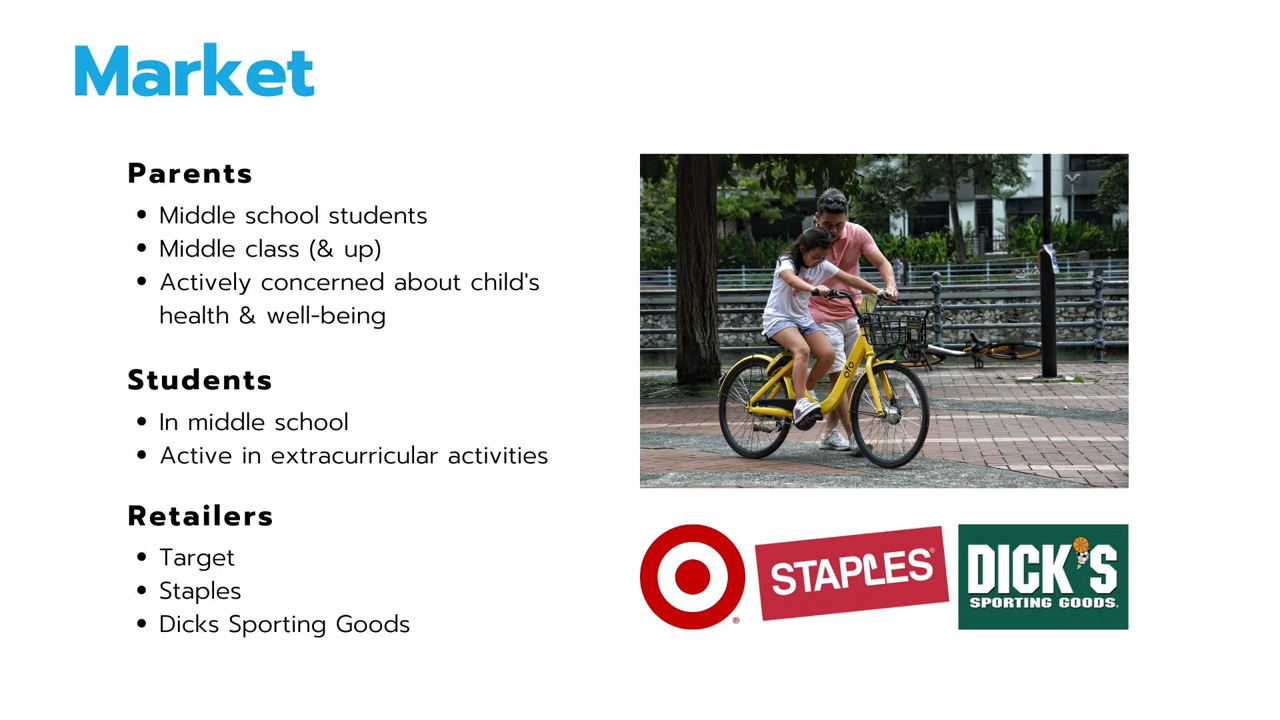 Market
Parents
• Middle school students
• Middle class (& up)
• Actively concerned about child's
health & well-being
Students
• In middle school
• Active in extracurricular activities
Retailers
• Target
• Staples
• Dicks Sporting Goods
ofo
®
STAPLES®
DICK'S
SPORTING GOODS.